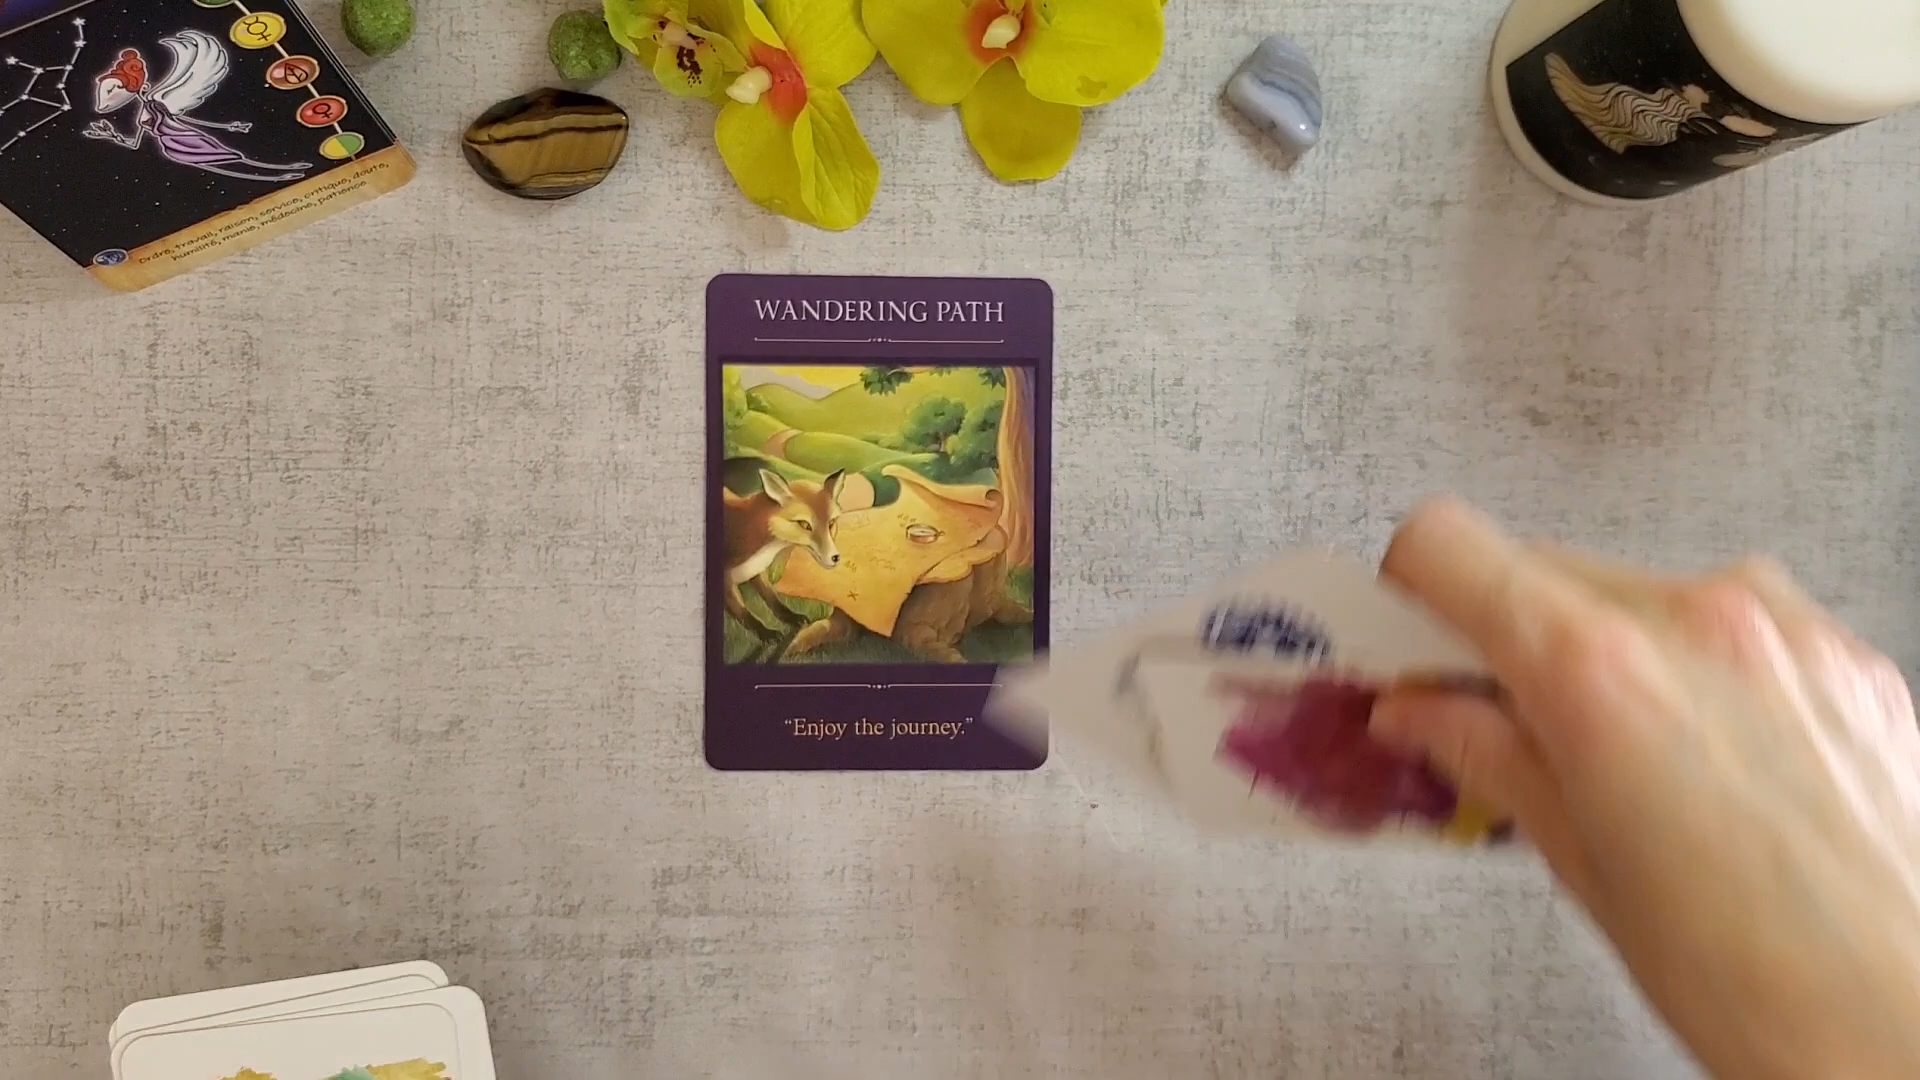 Ordre, travail, raison, service, critique, doute,
humilité, manie, médecine, patience.
WANDERING PATH
“Enjoy the journey.”